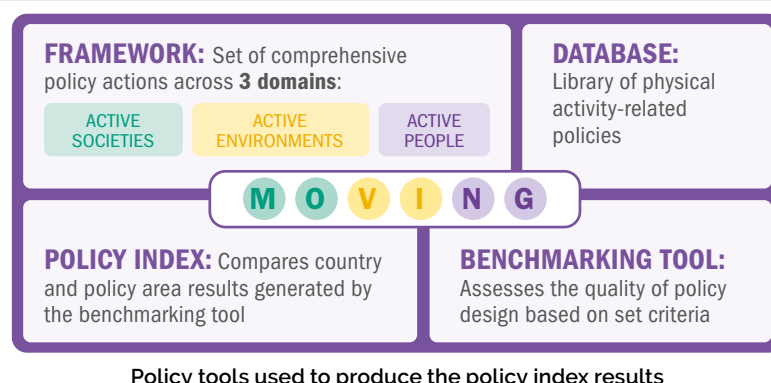 FRAMEWORK: Set of comprehensive
policy actions across 3 domains:
ACTIVE
SOCIETIES
ACTIVE
ENVIRONMENTS
ACTIVE
PEOPLE
DATABASE:
Library of physical
activity-related
policies
MOVING
POLICY INDEX: Compares country
and policy area results generated by
the benchmarking tool
BENCHMARKING TOOL:
Assesses the quality of policy
design based on set criteria
Policy tools used to produce the policy index results